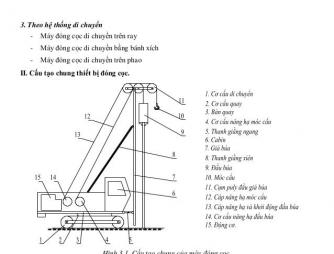 3. Theo hệ thống di chuyển
- Máy đóng cọc di chuyển trên ray
- Máy đóng cọc di chuyển bằng bánh xích
- Máy đóng cọc di chuyển trên phao
II. Cấu tạo chung thiết bị đóng cọc.
1. Cơ cấu di chuyển
2. Cơ cấu quay
3. Bàn quay
4. Cơ cấu nâng hạ móc cẩu
5. Thanh giằng ngang
6. Cabin
7. Giá búa
8. Thanh giằng xiên
9. Đầu búa
10. Móc cẩu
11. Cụm puly đầu giá búa
12. Cáp nâng hạ móc cẩu
13. Cáp nâng hạ và khởi động đầu búa
14. Cơ cấu nâng hạ đầu búa
15. Động cơ
11
12
10
13
9
8
15
14
7
6
1
2
3
4
5
Hình 3.1. Cấu tạo chung của máy đóng cọc